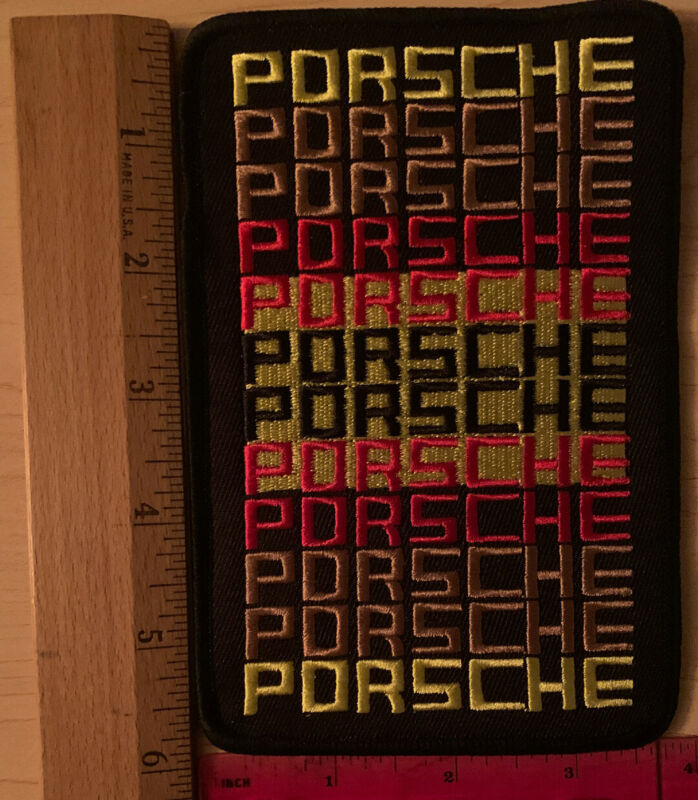 PORSCHE
PORSCHE
PORSCHE
PORSCHE
PORSCHE
PORSCHE
PORSCHE
PORSCHE
PORSCHE
PORSCHE
PORSCHE
PORSCHE
1
MADE IN U.S.A.
2
3
4
5
6
INCH 1 2 3 4